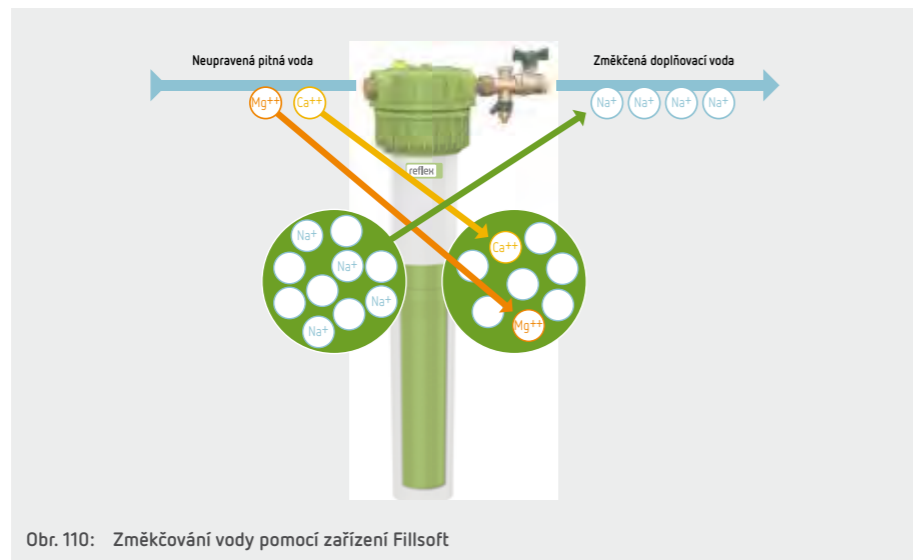 Neupravená pitná voda
Změkčená doplňovací voda
Mg++ Ca++
Na+ Na+ Na+ Na+
reflex
Na+
Na+
Na+
Na+
Ca++
Mg++
Obr. 110: Změkčování vody pomocí zařízení Fillsoft